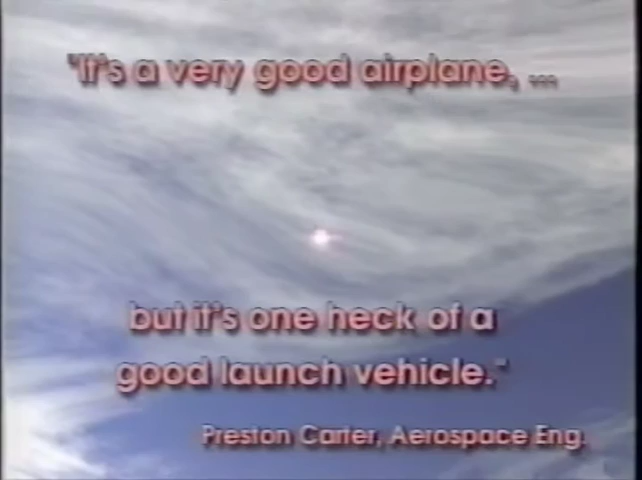 "It's a very good airplane, ...
but it's one heck of a
good launch vehicle."
Preston Carter, Aerospace Eng.